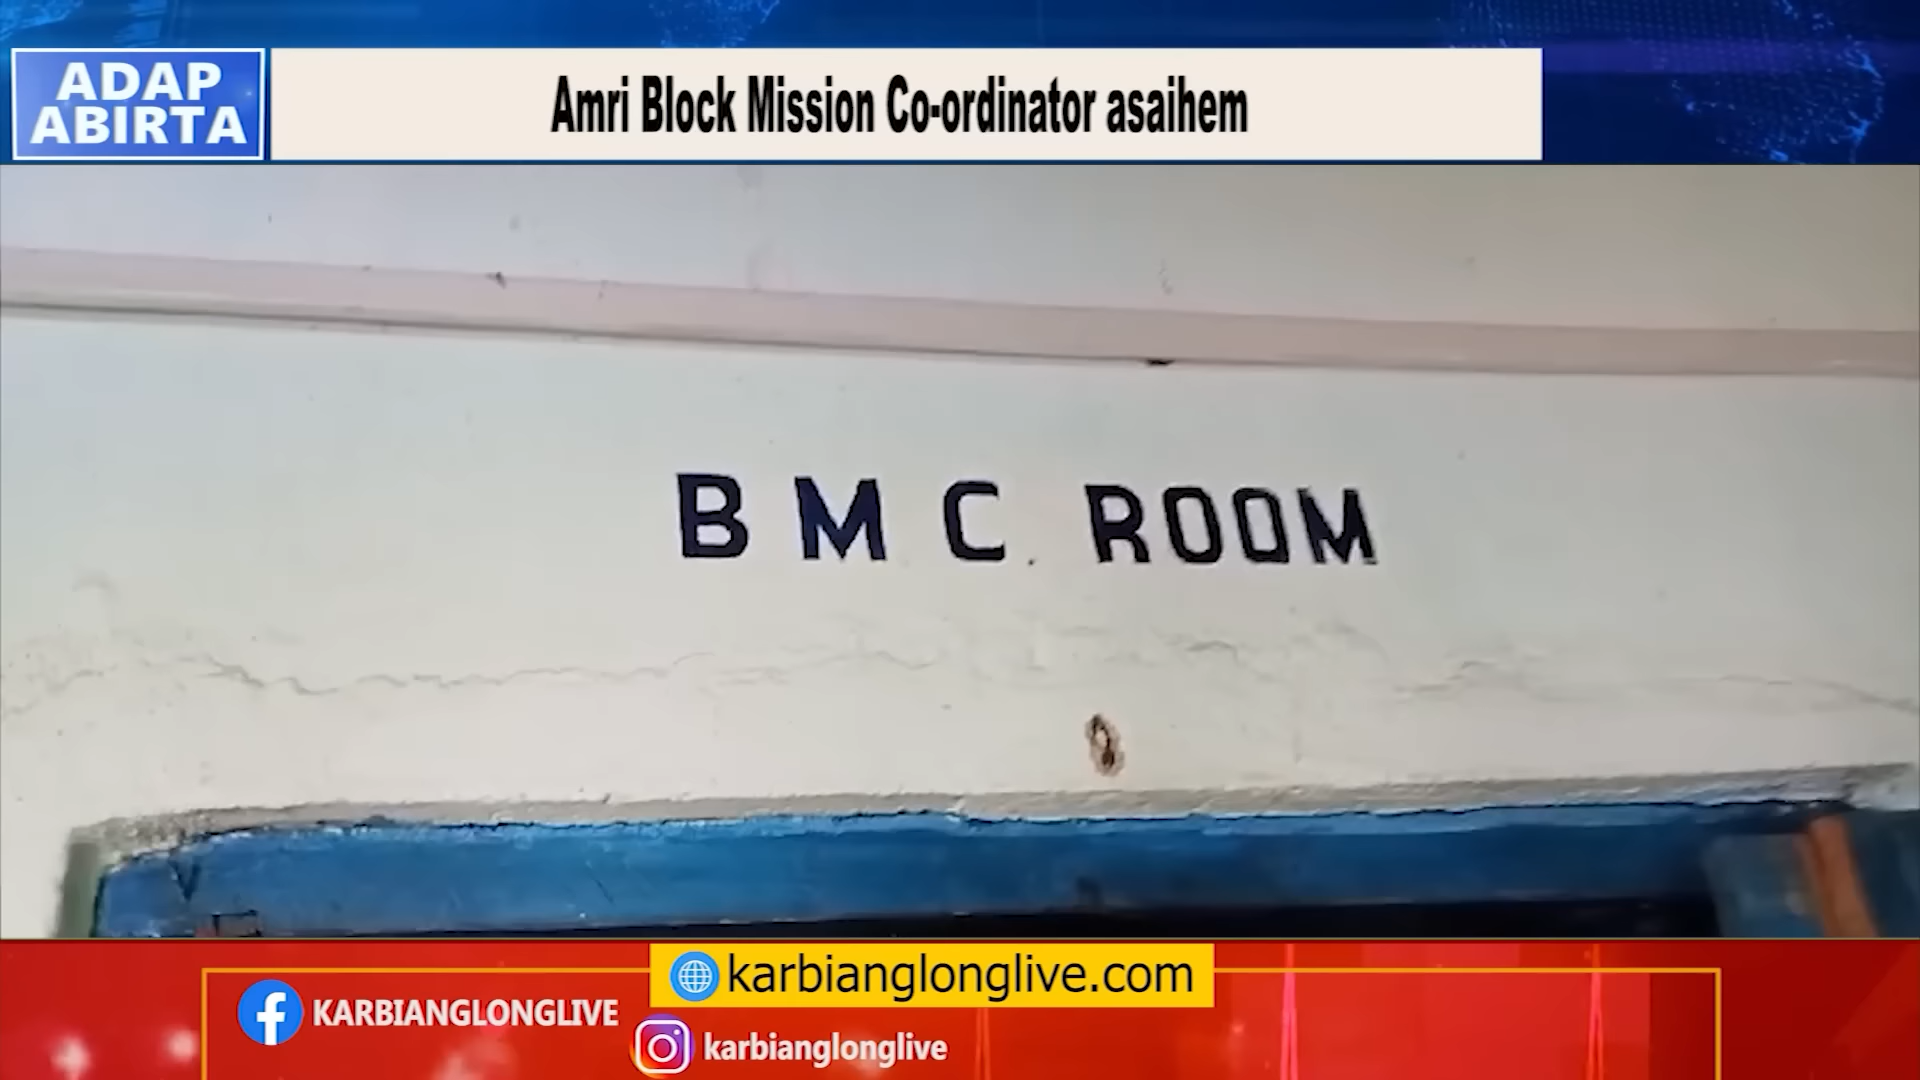 ADAP
ABIRTA
Amri Block Mission Co-ordinator asaihem
B M C. ROOM
karbianglonglive.com
KARBIANGLONGLIVE
karbianglonglive